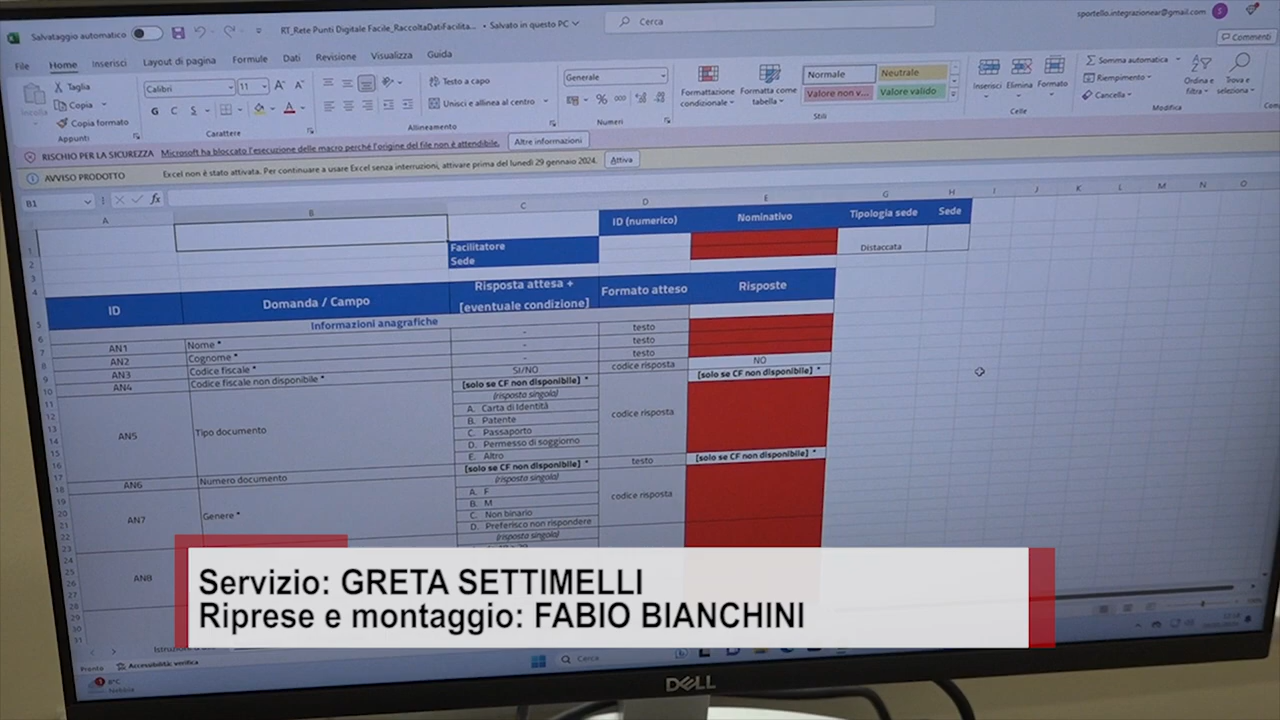 Salvataggio automatico
RT_Rete Punti Digitale Facile_RaccoltaDatiFacilita... • Salvato in questo PC
Cerca
sportello.integrazionear@gmail.com
S
File Home Inserisci Layout di pagina Formule Dati Revisione Visualizza Guida
Commenti
Taglia
Copia
Copia formato
Appunti
Calibri 11
G C S
Carattere
Testo a capo
Unisci e allinea al centro
Allineamento
Generale
Numeri
Formattazione condizionale
Formatta come tabella
Normale Neutrale
Valore non v... Valore valido
Stili
Inserisci Elimina Formato
Celle
Somma automatica
Riempimento
Cancella
Ordina e filtra
Trova e seleziona
Modifica
RISCHIO PER LA SICUREZZA Microsoft ha bloccato l'esecuzione delle macro perché l'origine del file non è attendibile. Altre informazioni
AVVISO PRODOTTO Excel non è stato attivata. Per continuare a usare Excel senza interruzioni, attivare prima del lunedì 29 gennaio 2024. Attiva
B1 fx
A B C D E G H I J K L M N O
ID (numerico) Nominativo Tipologia sede Sede
Facilitatore
Sede Distaccata
ID Domanda / Campo Risposta attesa + [eventuale condizione] Formato atteso Risposte
Informazioni anagrafiche
AN1 Nome * - testo
AN2 Cognome * - testo
AN3 Codice fiscale * - testo
AN4 Codice fiscale non disponibile * SI/NO codice risposta NO
[solo se CF non disponibile] * [solo se CF non disponibile] *
(risposta singola)
AN5 Tipo documento codice risposta
A. Carta di Identità
B. Patente
C. Passaporto
D. Permesso di soggiorno
E. Altro
AN6 Numero documento [solo se CF non disponibile] * testo [solo se CF non disponibile] *
(risposta singola)
AN7 Genere * codice risposta
A. F
B. M
C. Non binario
D. Preferisco non rispondere
(risposta singola)
AN8
Servizio: GRETA SETTIMELLI
Riprese e montaggio: FABIO BIANCHINI
Pronto Accessibilità: verifica
8°C
Nebbia
Cerca
DELL